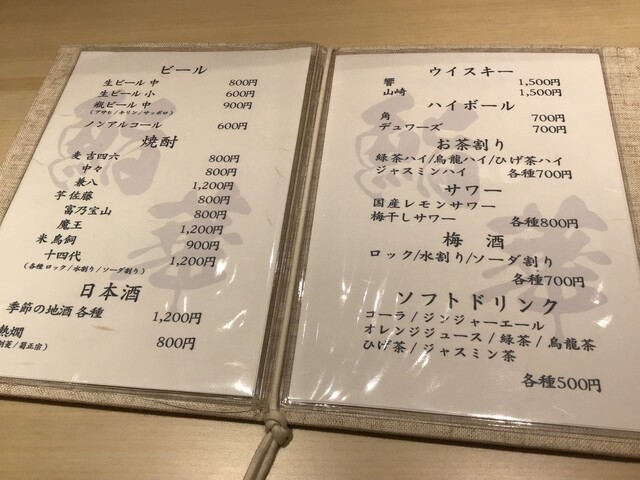 ビール
生ビール 中 800円
生ビール 小 600円
瓶ビール 中 900円
(アサヒ/キリン/サッポロ)
ノンアルコール 600円
焼酎
麦 吉四六 800円
中々 800円
兼八 1,200円
芋 佐藤 800円
富乃宝山 800円
魔王 1,200円
米 鳥飼 900円
十四代 1,200円
(各種ロック/水割り/ソーダ割り)
日本酒
季節の地酒 各種 1,200円
熱燗 800円
/菊正宗)
鮨
華
ウイスキー
響 1,500円
山崎 1,500円
ハイボール
角 700円
デュワーズ 700円
お茶割り
緑茶ハイ/烏龍ハイ/ひげ茶ハイ
ジャスミンハイ 各種700円
サワー
国産レモンサワー
梅干しサワー 各種800円
梅酒
ロック/水割り/ソーダ割り
各種700円
ソフトドリンク
コーラ/ジンジャーエール
オレンジジュース/緑茶/烏龍茶
ひげ茶/ジャスミン茶
各種500円
鮨
華